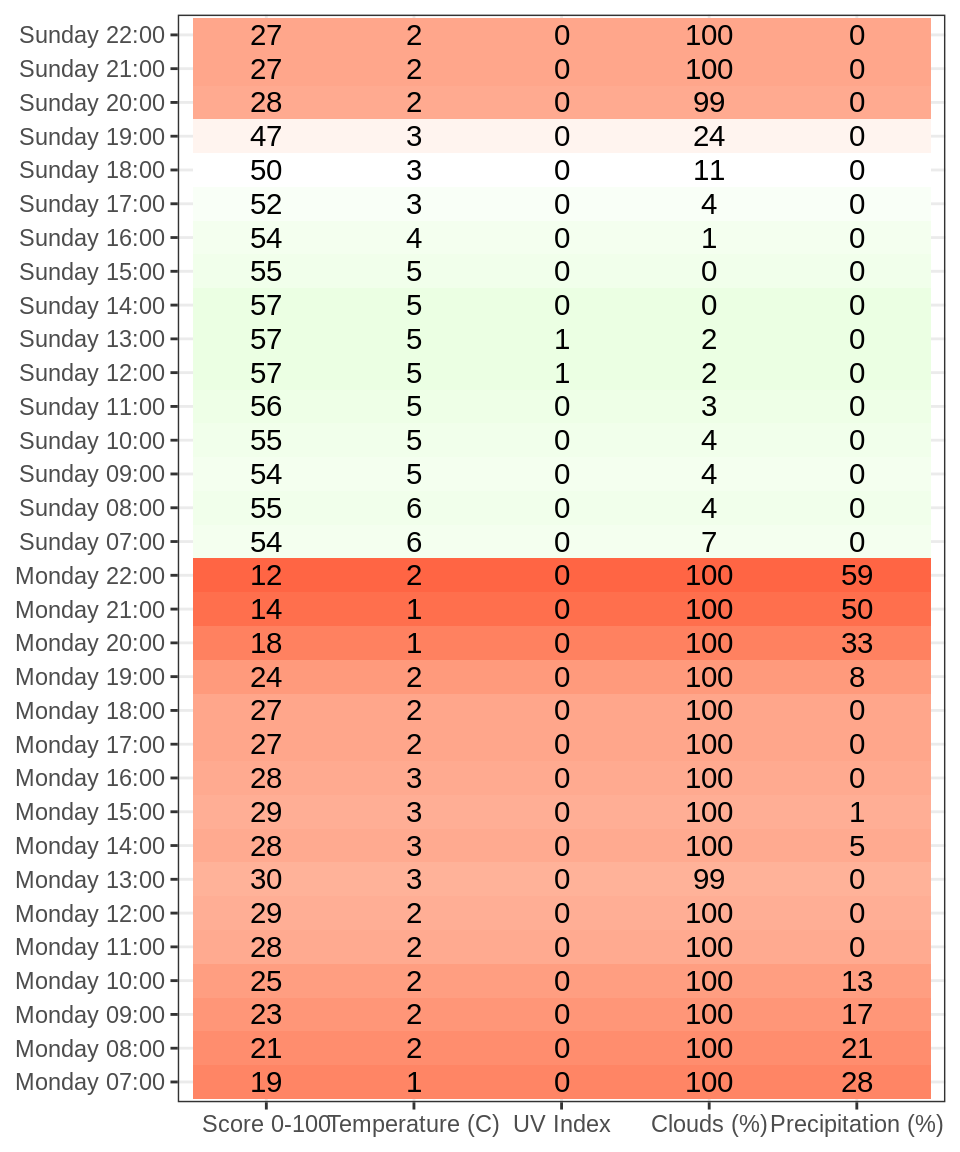 Sunday 22:00 27 2 0 100 0
Sunday 21:00 27 2 0 100 0
Sunday 20:00 28 2 0 99 0
Sunday 19:00 47 3 0 24 0
Sunday 18:00 50 3 0 11 0
Sunday 17:00 52 3 0 4 0
Sunday 16:00 54 4 0 1 0
Sunday 15:00 55 5 0 0 0
Sunday 14:00 57 5 0 0 0
Sunday 13:00 57 5 1 2 0
Sunday 12:00 57 5 1 2 0
Sunday 11:00 56 5 0 3 0
Sunday 10:00 55 5 0 4 0
Sunday 09:00 54 5 0 4 0
Sunday 08:00 55 6 0 4 0
Sunday 07:00 54 6 0 7 0
Monday 22:00 12 2 0 100 59
Monday 21:00 14 1 0 100 50
Monday 20:00 18 1 0 100 33
Monday 19:00 24 2 0 100 8
Monday 18:00 27 2 0 100 0
Monday 17:00 27 2 0 100 0
Monday 16:00 28 3 0 100 0
Monday 15:00 29 3 0 100 1
Monday 14:00 28 3 0 100 5
Monday 13:00 30 3 0 99 0
Monday 12:00 29 2 0 100 0
Monday 11:00 28 2 0 100 0
Monday 10:00 25 2 0 100 13
Monday 09:00 23 2 0 100 17
Monday 08:00 21 2 0 100 21
Monday 07:00 19 1 0 100 28
Score 0-100 Temperature (C) UV Index Clouds (%) Precipitation (%)